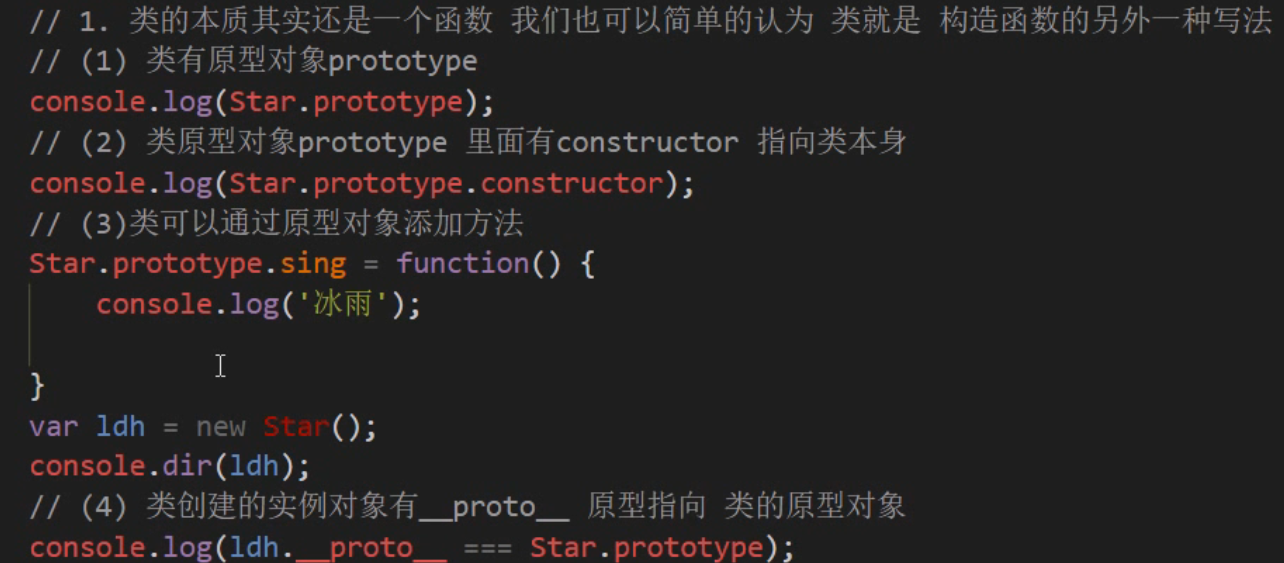 // 1. 类的本质其实还是一个函数 我们也可以简单的认为 类就是 构造函数的另外一种写法
// (1) 类有原型对象prototype
console.log(Star.prototype);
// (2) 类原型对象prototype 里面有constructor 指向类本身
console.log(Star.prototype.constructor);
// (3)类可以通过原型对象添加方法
Star.prototype.sing = function() {
    console.log('冰雨');
}
var ldh = new Star();
console.dir(ldh);
// (4) 类创建的实例对象有__proto__ 原型指向 类的原型对象
console.log(ldh.__proto__ === Star.prototype);